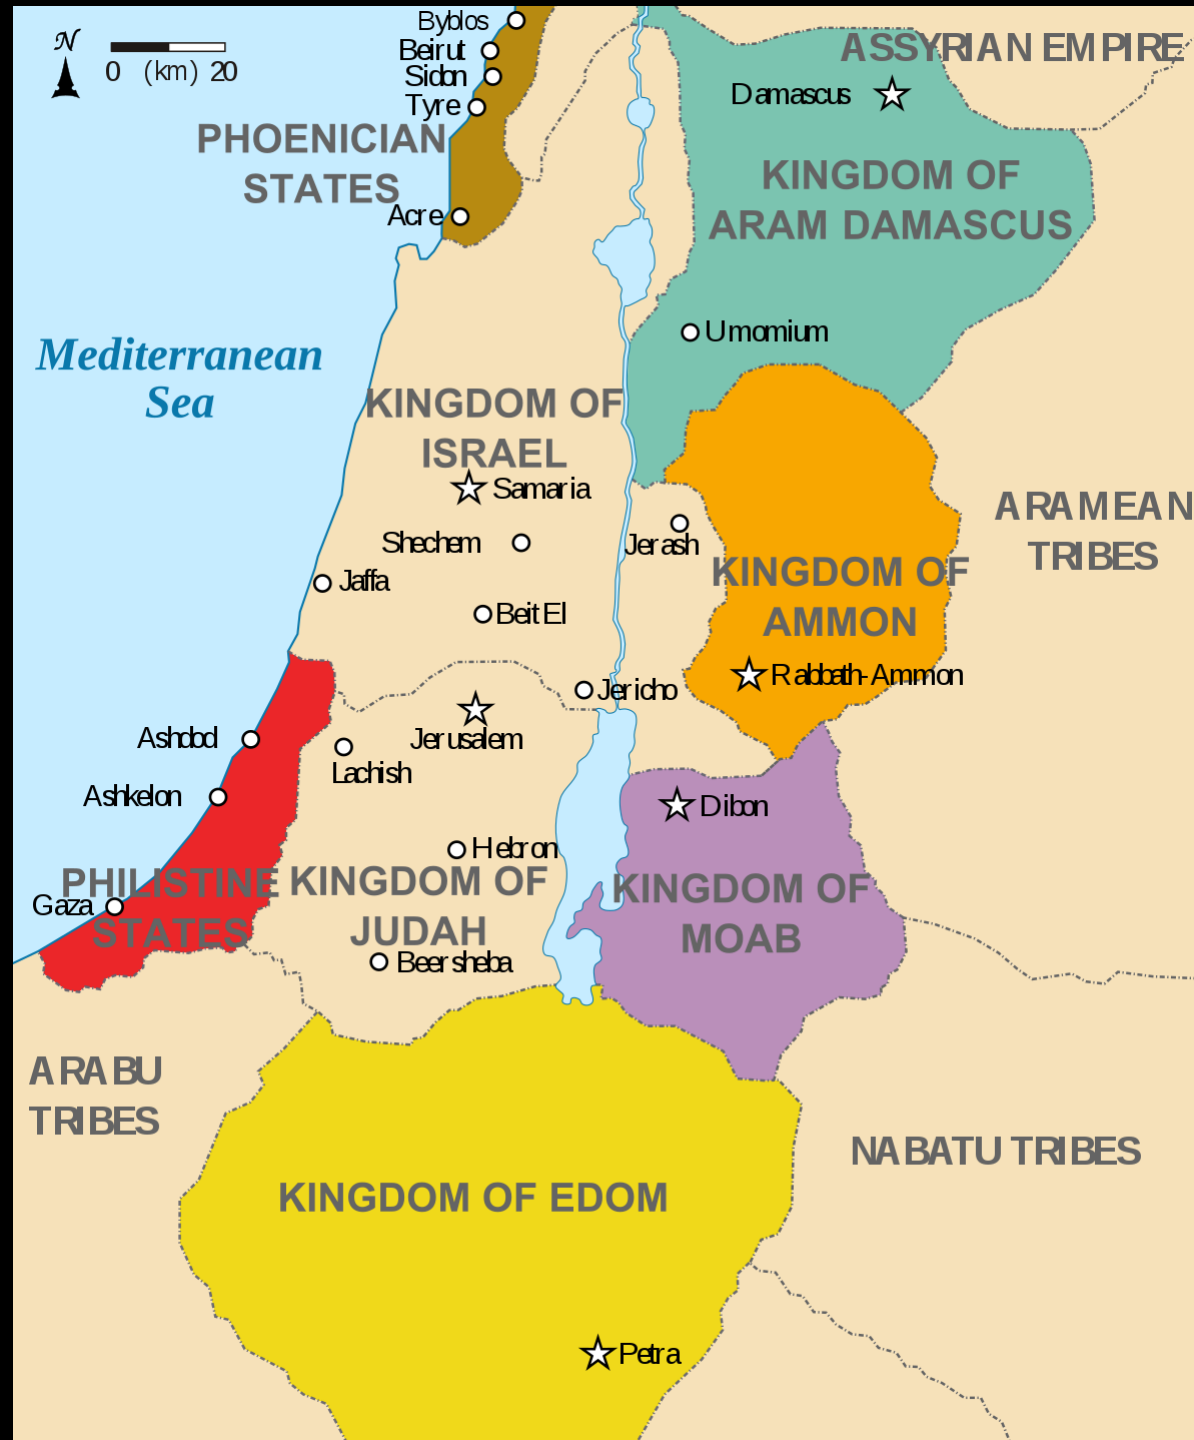 Byblos
Beirut
Sidon
Tyre
N
0 (km) 20
ASSYRIAN EMPIRE
Damascus
PHOENICIAN
STATES
Acre
KINGDOM OF
ARAM DAMASCUS
Umomium
Mediterranean
Sea
KINGDOM OF
ISRAEL
Samaria
Shechem
Jerash
Jaffa
Beit El
ARAMEAN
TRIBES
KINGDOM OF
AMMON
Rabbath-Ammon
Jericho
Jerusalem
Ashdod
Lachish
Ashkelon
Dibon
Hebron
PHILISTINE
STATES
Gaza
KINGDOM OF
JUDAH
Beersheba
KINGDOM OF
MOAB
ARABU
TRIBES
NABATU TRIBES
KINGDOM OF EDOM
Petra